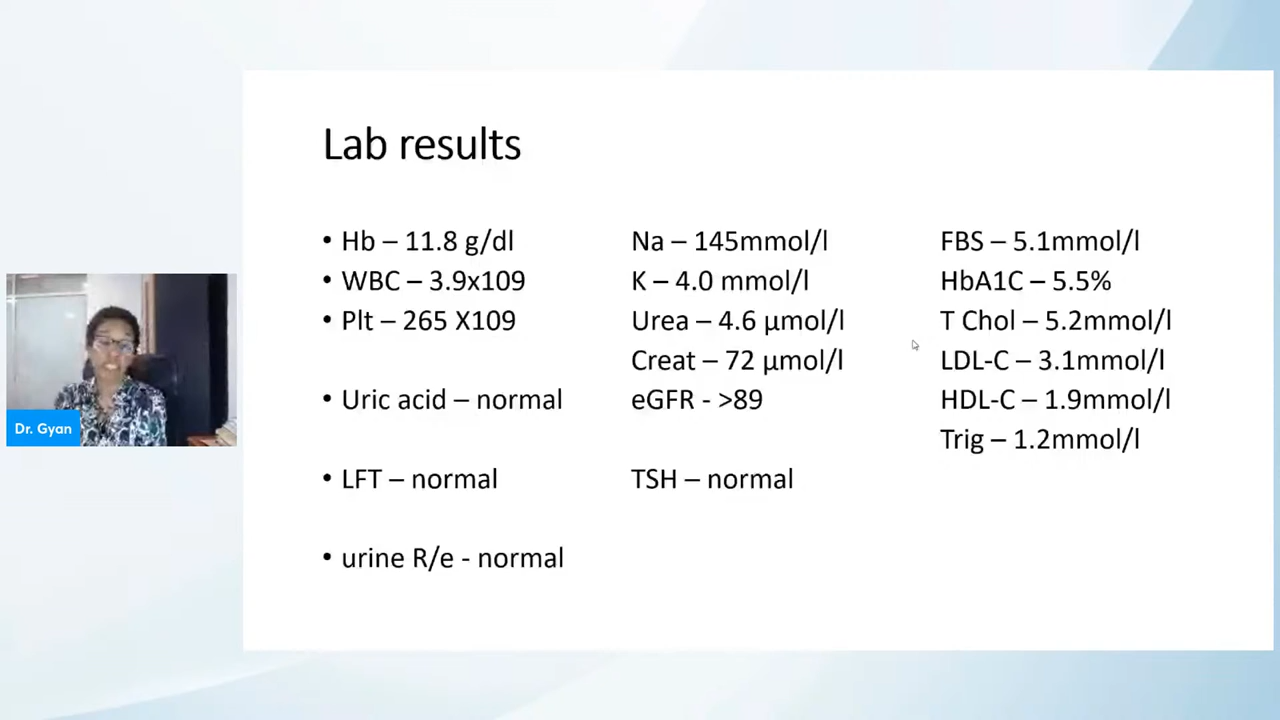 Lab results
• Hb – 11.8 g/dl
• WBC – 3.9x109
• Plt – 265 X109
• Uric acid – normal
• LFT – normal
• urine R/e - normal
Na – 145mmol/l
K – 4.0 mmol/l
Urea – 4.6 µmol/l
Creat – 72 µmol/l
eGFR - >89
TSH – normal
FBS – 5.1mmol/l
HbA1C – 5.5%
T Chol – 5.2mmol/l
LDL-C – 3.1mmol/l
HDL-C – 1.9mmol/l
Trig – 1.2mmol/l
Dr. Gyan